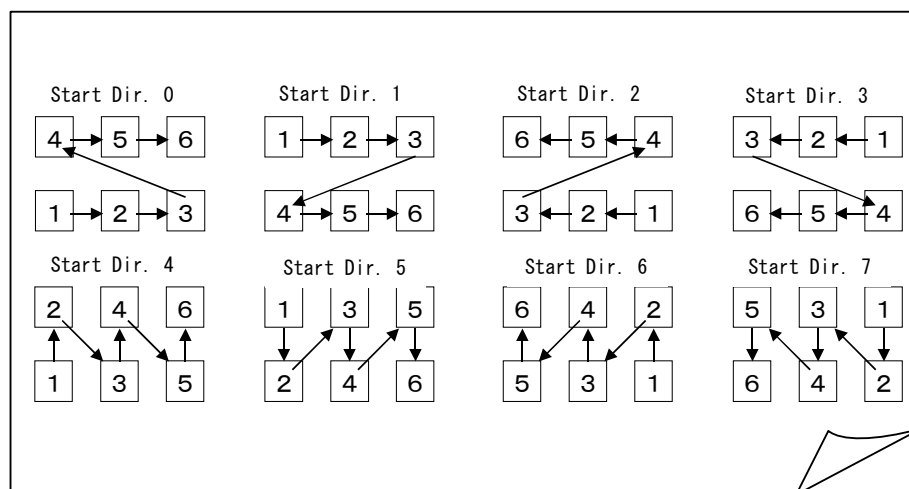 Start Dir. 0 Start Dir. 1 Start Dir. 2 Start Dir. 3
4 5 6 1 2 3 6 5 4 3 2 1
1 2 3 4 5 6 3 2 1 6 5 4
Start Dir. 4 Start Dir. 5 Start Dir. 6 Start Dir. 7
2 4 6 1 3 5 6 4 2 5 3 1
1 3 5 2 4 6 5 3 1 6 4 2